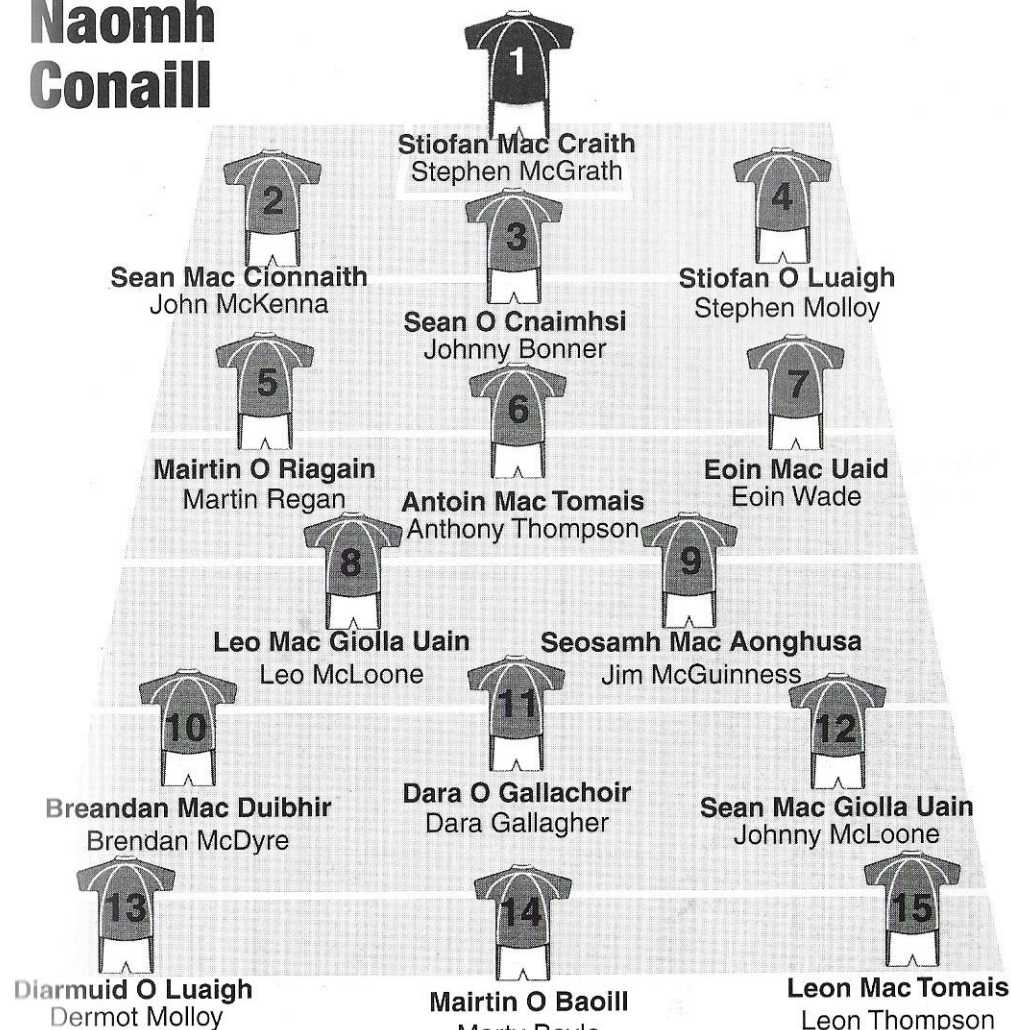 Naomh
Conaill
1
Stiofan Mac Craith
Stephen McGrath
2
Sean Mac Cionnaith
John McKenna
3
Sean O Cnaimhsi
Johnny Bonner
4
Stiofan O Luaigh
Stephen Molloy
5
Mairtin O Riagain
Martin Regan
6
Antoin Mac Tomais
Anthony Thompson
7
Eoin Mac Uaid
Eoin Wade
8
Leo Mac Giolla Uain
Leo McLoone
9
Seosamh Mac Aonghusa
Jim McGuinness
10
Breandan Mac Duibhir
Brendan McDyre
11
Dara O Gallachoir
Dara Gallagher
12
Sean Mac Giolla Uain
Johnny McLoone
13
Diarmuid O Luaigh
Dermot Molloy
14
Mairtin O Baoill
15
Leon Mac Tomais
Leon Thompson